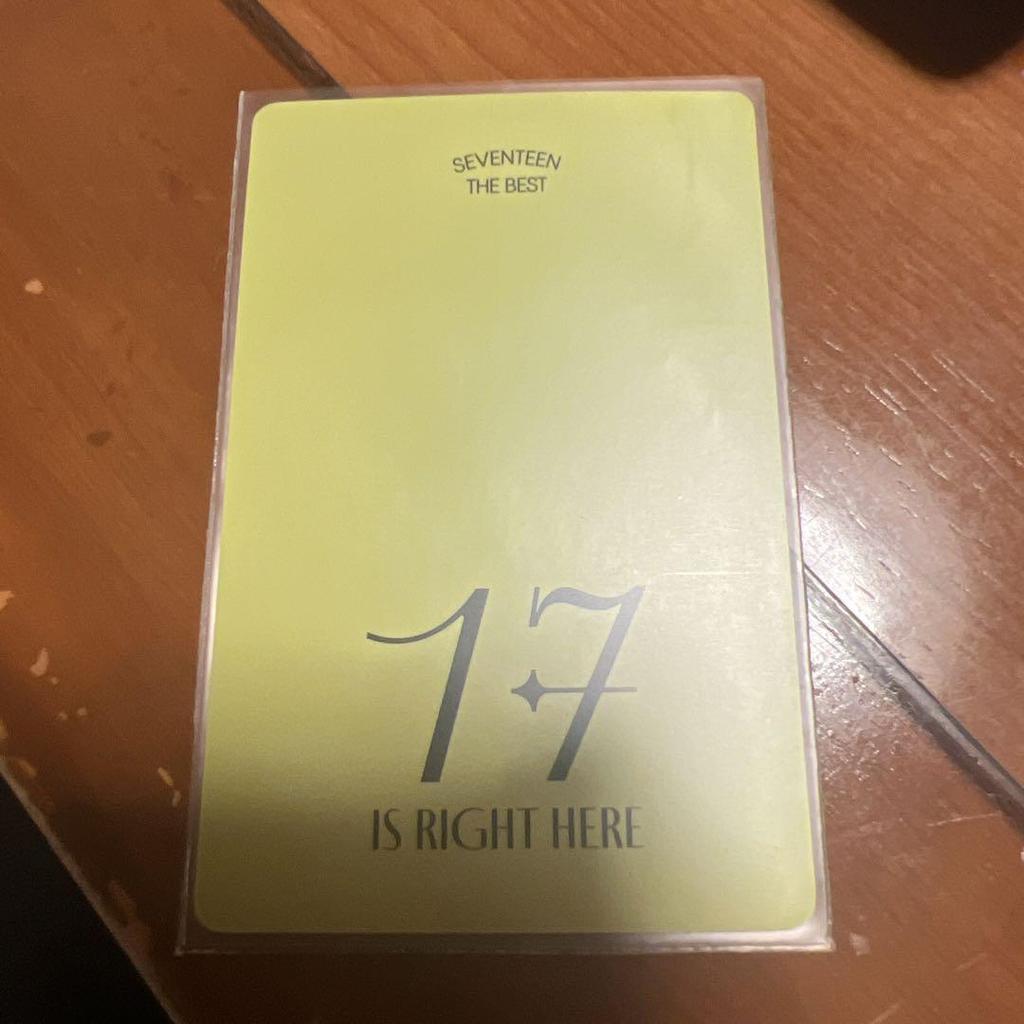 SEVENTEEN
THE BEST
17
IS RIGHT HERE